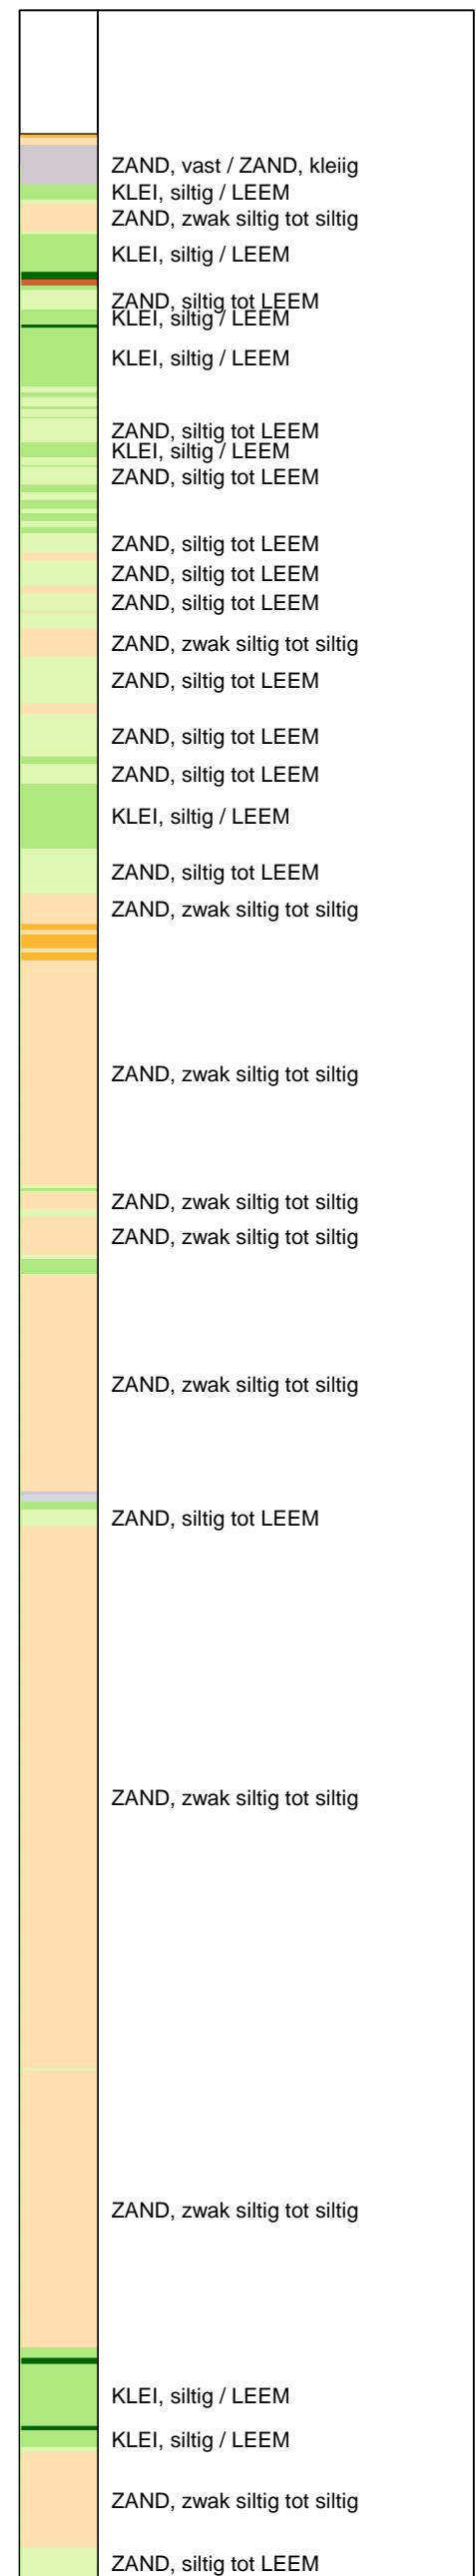 ZAND, vast / ZAND, kleiig
KLEI, siltig / LEEM
ZAND, zwak siltig tot siltig
KLEI, siltig / LEEM
ZAND, siltig tot LEEM
KLEI, siltig / LEEM
KLEI, siltig / LEEM
ZAND, siltig tot LEEM
KLEI, siltig / LEEM
ZAND, siltig tot LEEM
ZAND, siltig tot LEEM
ZAND, siltig tot LEEM
ZAND, siltig tot LEEM
ZAND, zwak siltig tot siltig
ZAND, siltig tot LEEM
ZAND, siltig tot LEEM
ZAND, siltig tot LEEM
KLEI, siltig / LEEM
ZAND, siltig tot LEEM
ZAND, zwak siltig tot siltig
ZAND, zwak siltig tot siltig
ZAND, zwak siltig tot siltig
ZAND, zwak siltig tot siltig
ZAND, zwak siltig tot siltig
ZAND, siltig tot LEEM
ZAND, zwak siltig tot siltig
ZAND, zwak siltig tot siltig
KLEI, siltig / LEEM
KLEI, siltig / LEEM
ZAND, zwak siltig tot siltig
ZAND, siltig tot LEEM